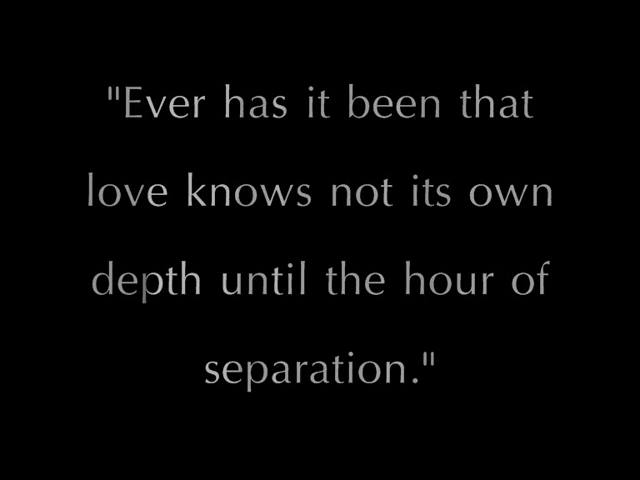 "Ever has it been that
love knows not its own
depth until the hour of
separation."